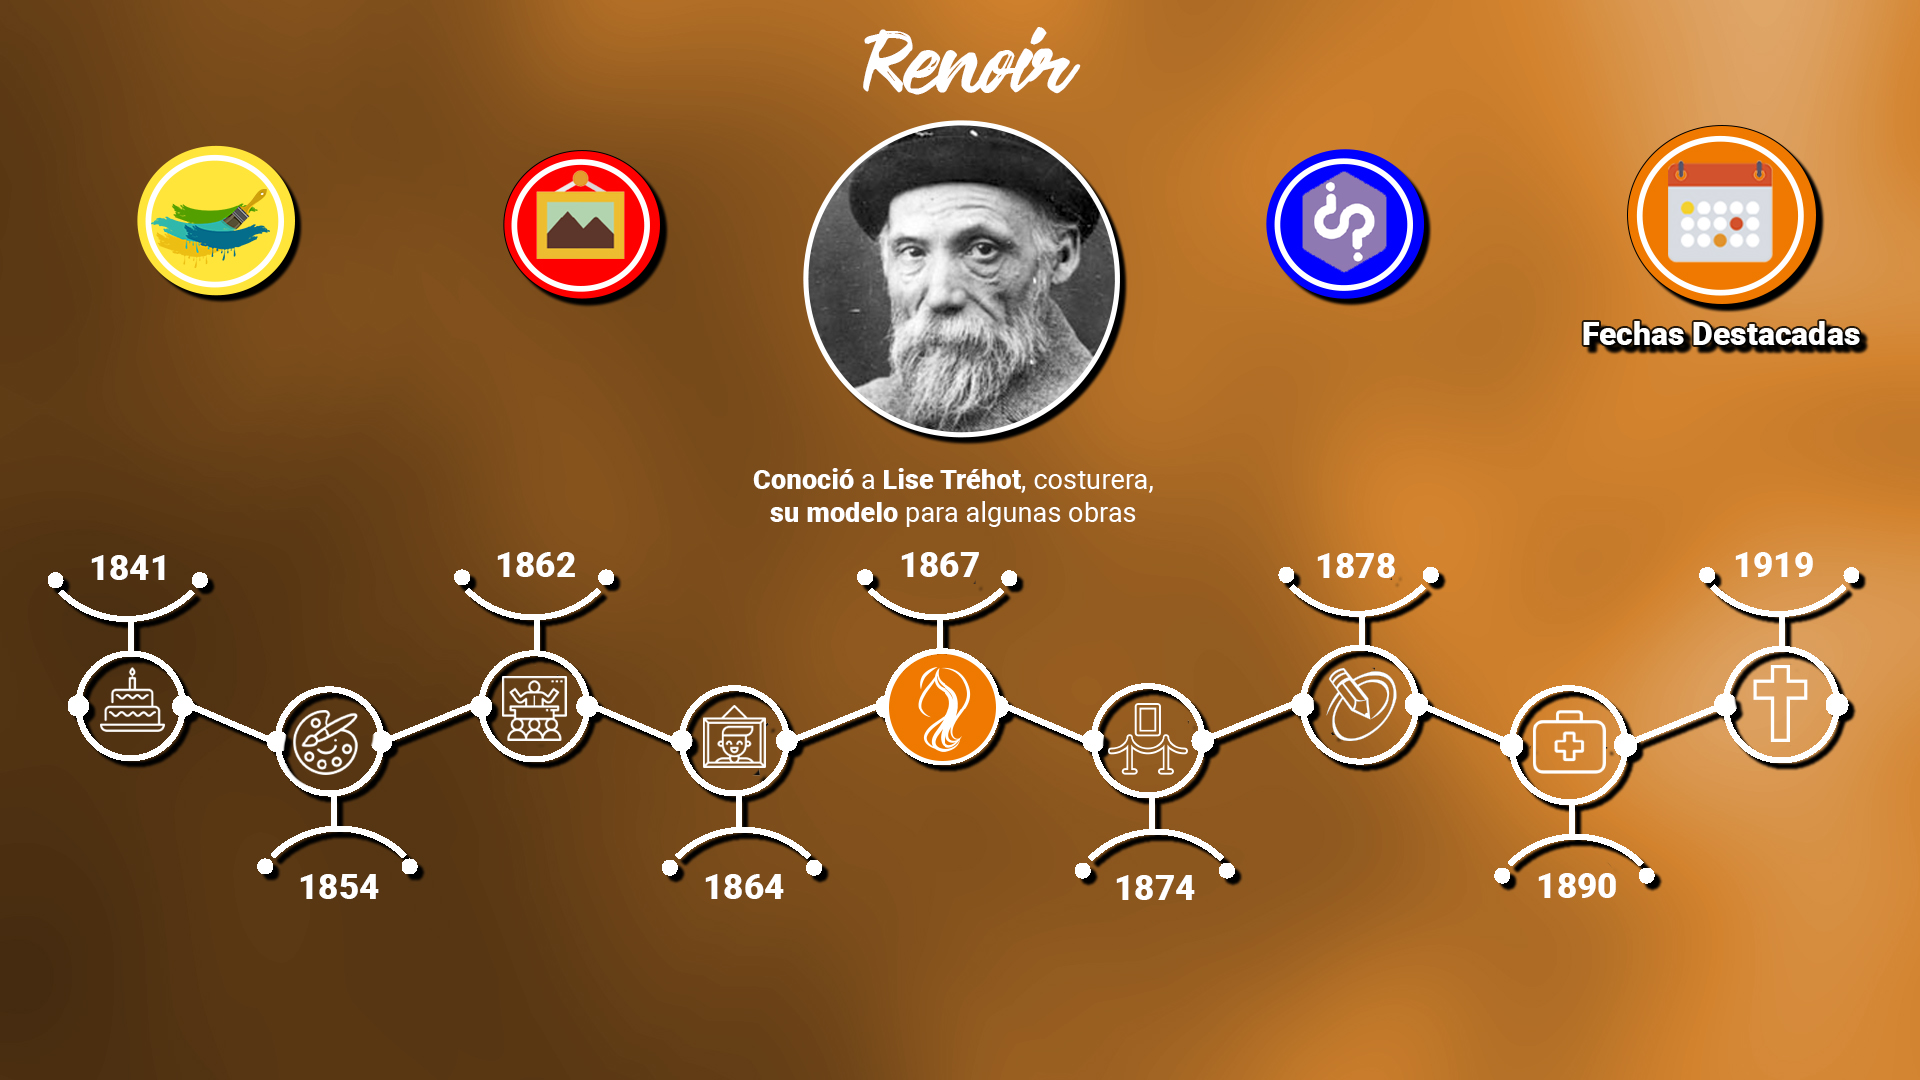 Renoir
Fechas Destacadas
Conoció a Lise Tréhot, costurera,
su modelo para algunas obras
1841
1862
1867
1878
1919
1854
1864
1874
1890